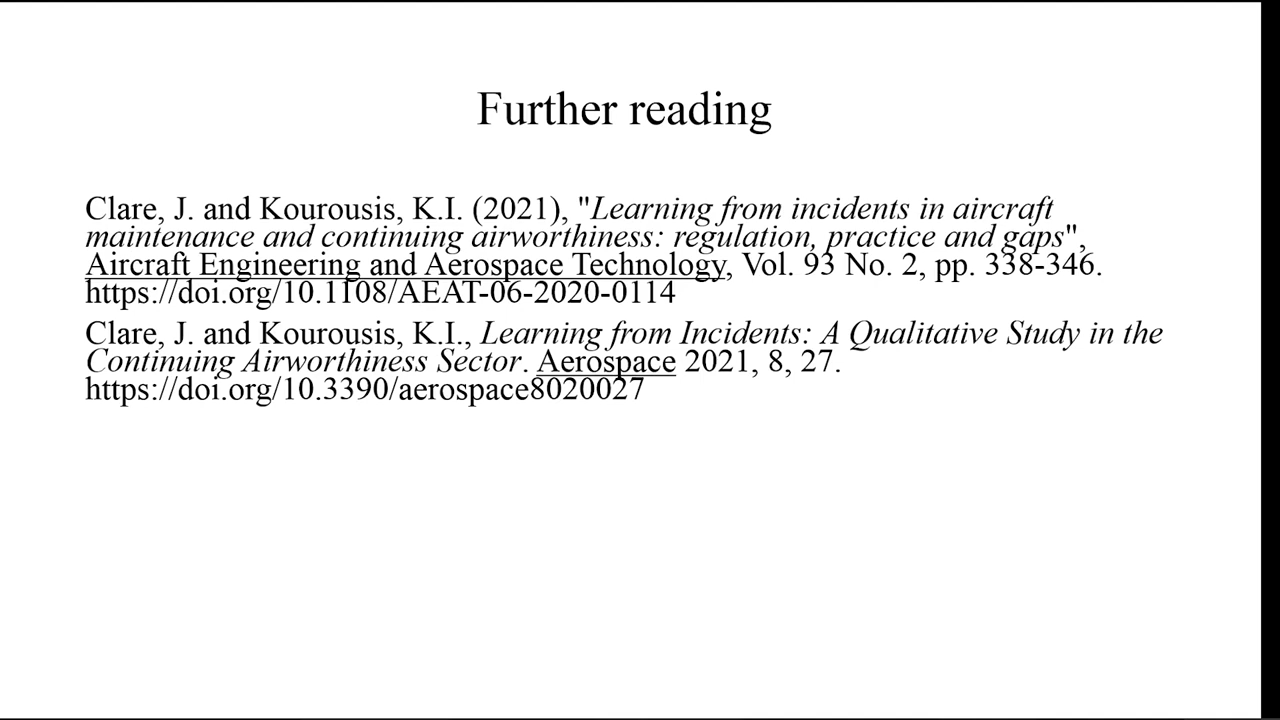 Further reading
Clare, J. and Kourousis, K.I. (2021), "Learning from incidents in aircraft
maintenance and continuing airworthiness: regulation, practice and gaps",
Aircraft Engineering and Aerospace Technology, Vol. 93 No. 2, pp. 338-346.
https://doi.org/10.1108/AEAT-06-2020-0114
Clare, J. and Kourousis, K.I., Learning from Incidents: A Qualitative Study in the
Continuing Airworthiness Sector. Aerospace 2021, 8, 27.
https://doi.org/10.3390/aerospace8020027